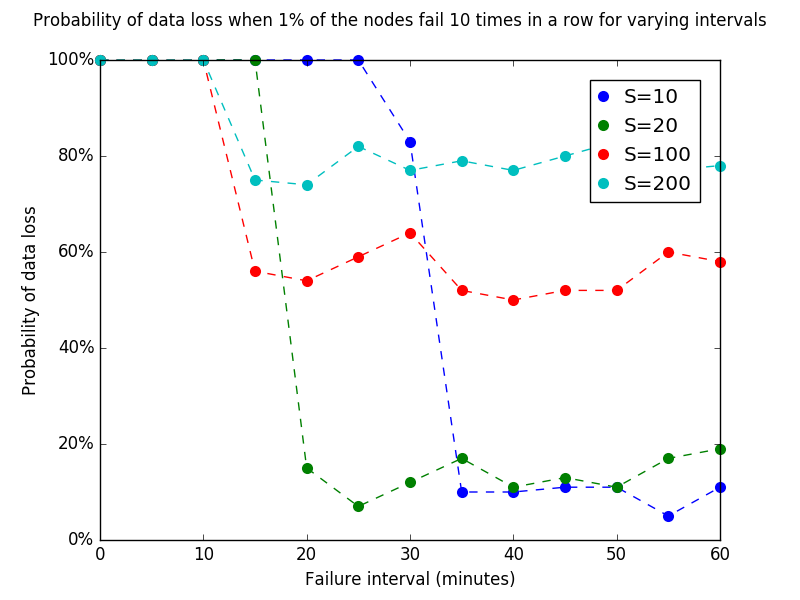 Probability of data loss when 1% of the nodes fail 10 times in a row for varying intervals
100%
80%
60%
40%
20%
0%
Probability of data loss
S=10
S=20
S=100
S=200
0 10 20 30 40 50 60
Failure interval (minutes)